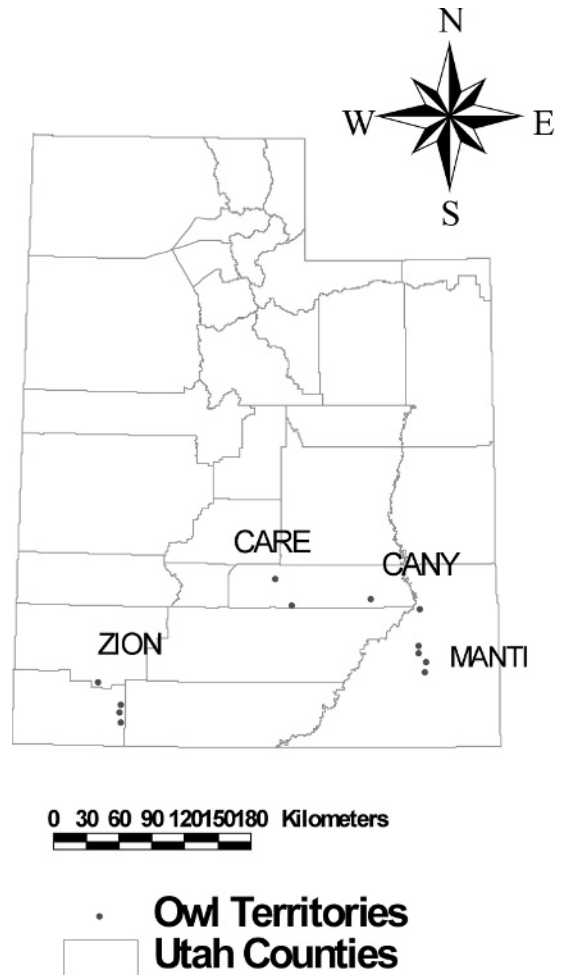 N
W E
S
CARE
CANY
ZION
MANTI
0 30 60 90 120150180 Kilometers
Owl Territories
Utah Counties